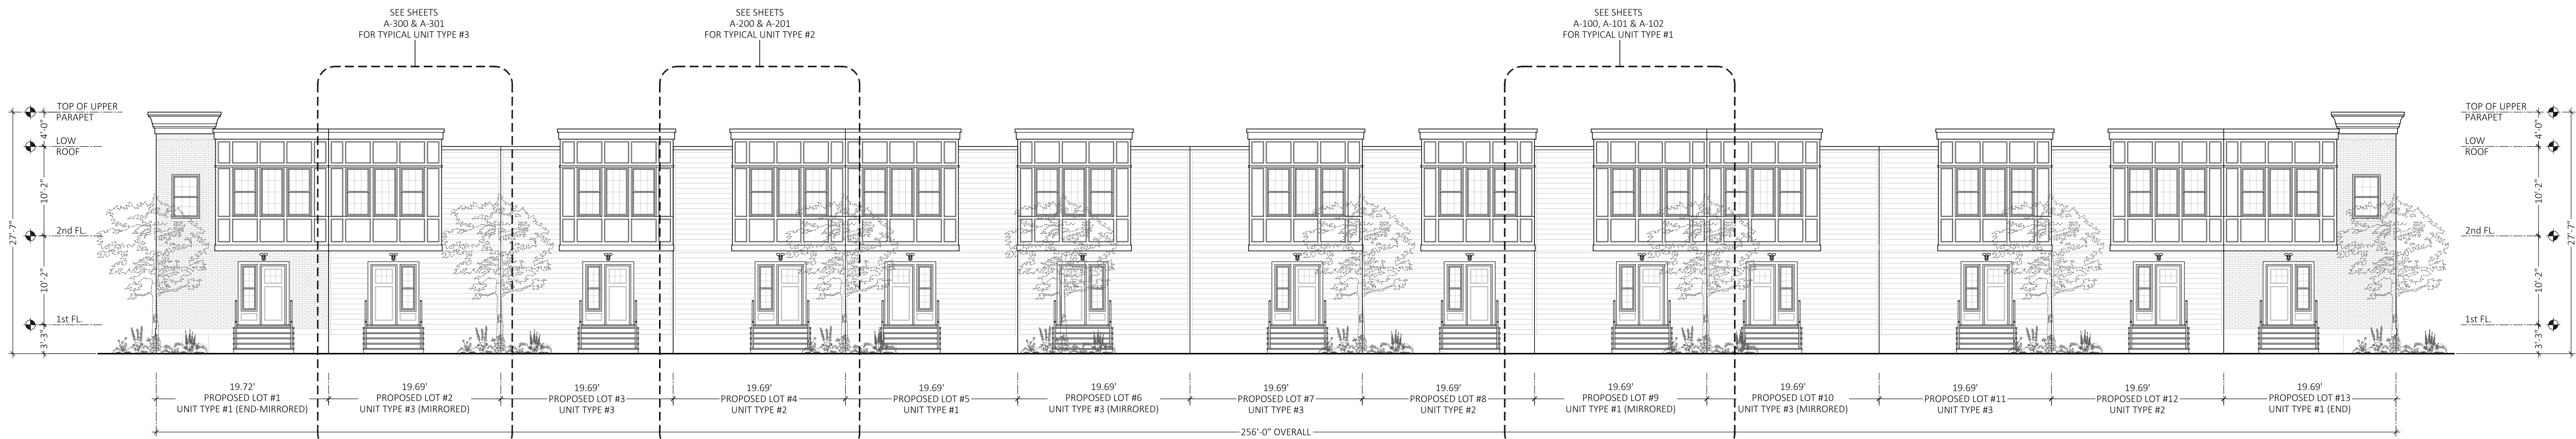 SEE SHEETS
A-300 & A-301
FOR TYPICAL UNIT TYPE #3
SEE SHEETS
A-200 & A-201
FOR TYPICAL UNIT TYPE #2
SEE SHEETS
A-100, A-101 & A-102
FOR TYPICAL UNIT TYPE #1
27'-7"
TOP OF UPPER
PARAPET
4'-0"
LOW
ROOF
10'-2"
2nd FL.
10'-2"
1st FL.
3'-3"
TOP OF UPPER
PARAPET
4'-0"
LOW
ROOF
10'-2"
2nd FL.
10'-2"
1st FL.
3'-3"
27'-7"
19.72'
PROPOSED LOT #1
UNIT TYPE #1 (END-MIRRORED)
19.69'
PROPOSED LOT #2
UNIT TYPE #3 (MIRRORED)
19.69'
PROPOSED LOT #3
UNIT TYPE #3
19.69'
PROPOSED LOT #4
UNIT TYPE #2
19.69'
PROPOSED LOT #5
UNIT TYPE #1
19.69'
PROPOSED LOT #6
UNIT TYPE #3 (MIRRORED)
19.69'
PROPOSED LOT #7
UNIT TYPE #3
19.69'
PROPOSED LOT #8
UNIT TYPE #2
19.69'
PROPOSED LOT #9
UNIT TYPE #1 (MIRRORED)
19.69'
PROPOSED LOT #10
UNIT TYPE #3 (MIRRORED)
19.69'
PROPOSED LOT #11
UNIT TYPE #3
19.69'
PROPOSED LOT #12
UNIT TYPE #2
19.69'
PROPOSED LOT #13
UNIT TYPE #1 (END)
256'-0" OVERALL